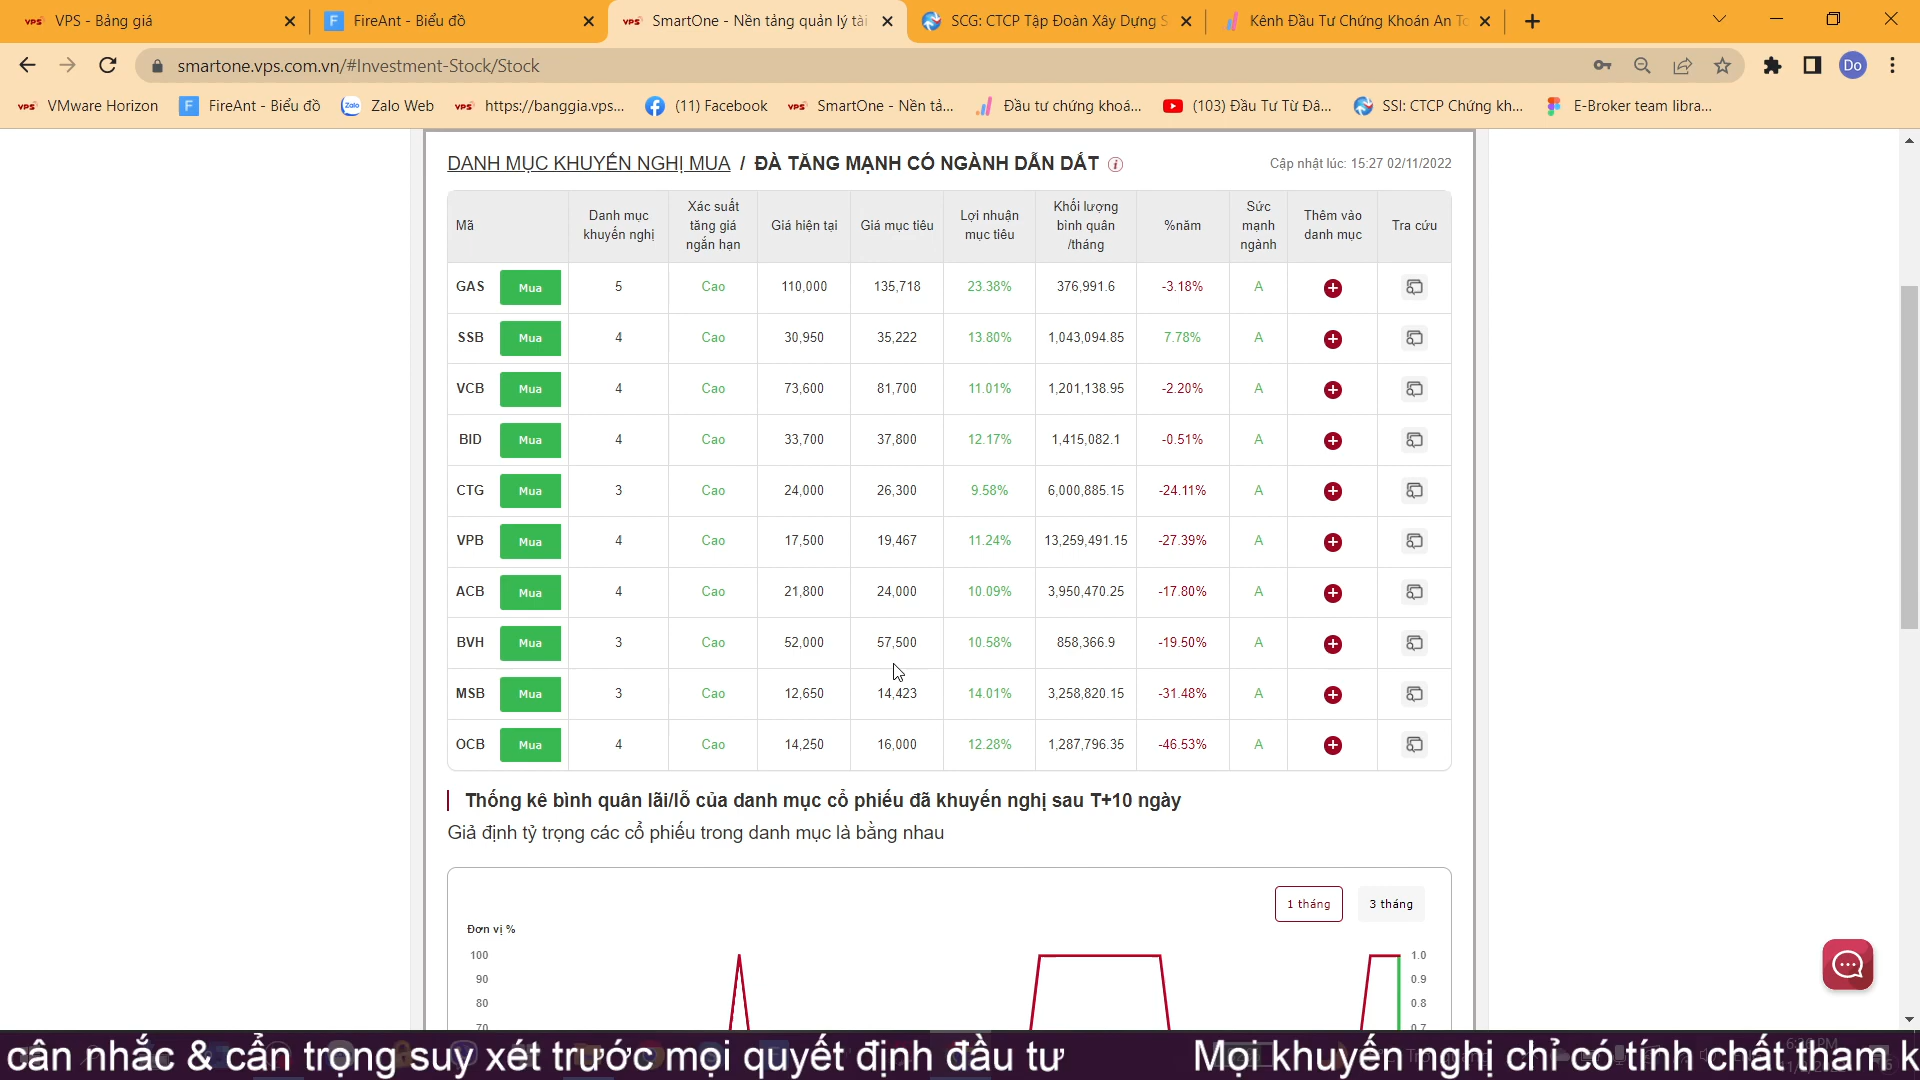 VPS - Bảng giá
FireAnt - Biểu đồ
SmartOne - Nền tảng quản lý tài
SCG: CTCP Tập Đoàn Xây Dựng S
Kênh Đầu Tư Chứng Khoán An To
smartone.vps.com.vn/#Investment-Stock/Stock
Do
VMware Horizon
FireAnt - Biểu đồ
Zalo Web
https://banggia.vps...
(11) Facebook
SmartOne - Nền tả...
Đầu tư chứng khoá...
(103) Đầu Tư Từ Đâ...
SSI: CTCP Chứng kh...
E-Broker team libra...
DANH MỤC KHUYẾN NGHỊ MUA / ĐÀ TĂNG MẠNH CÓ NGÀNH DẪN DẮT
Cập nhật lúc: 15:27 02/11/2022
Mã | Danh mục khuyến nghị | Xác suất tăng giá ngắn hạn | Giá hiện tại | Giá mục tiêu | Lợi nhuận mục tiêu | Khối lượng bình quân /tháng | %năm | Sức mạnh ngành | Thêm vào danh mục | Tra cứu
GAS Mua 5 Cao 110,000 135,718 23.38% 376,991.6 -3.18% A
SSB Mua 4 Cao 30,950 35,222 13.80% 1,043,094.85 7.78% A
VCB Mua 4 Cao 73,600 81,700 11.01% 1,201,138.95 -2.20% A
BID Mua 4 Cao 33,700 37,800 12.17% 1,415,082.1 -0.51% A
CTG Mua 3 Cao 24,000 26,300 9.58% 6,000,885.15 -24.11% A
VPB Mua 4 Cao 17,500 19,467 11.24% 13,259,491.15 -27.39% A
ACB Mua 4 Cao 21,800 24,000 10.09% 3,950,470.25 -17.80% A
BVH Mua 3 Cao 52,000 57,500 10.58% 858,366.9 -19.50% A
MSB Mua 3 Cao 12,650 14,423 14.01% 3,258,820.15 -31.48% A
OCB Mua 4 Cao 14,250 16,000 12.28% 1,287,796.35 -46.53% A
Thống kê bình quân lãi/lỗ của danh mục cổ phiếu đã khuyến nghị sau T+10 ngày
Giả định tỷ trọng các cổ phiếu trong danh mục là bằng nhau
1 tháng
3 tháng
Đơn vị %
100 1.0
90 0.9
80 0.8
70 0.7
cân nhắc & cẩn trọng suy xét trước mọi quyết định đầu tư
Mọi khuyến nghị chỉ có tính chất tham k